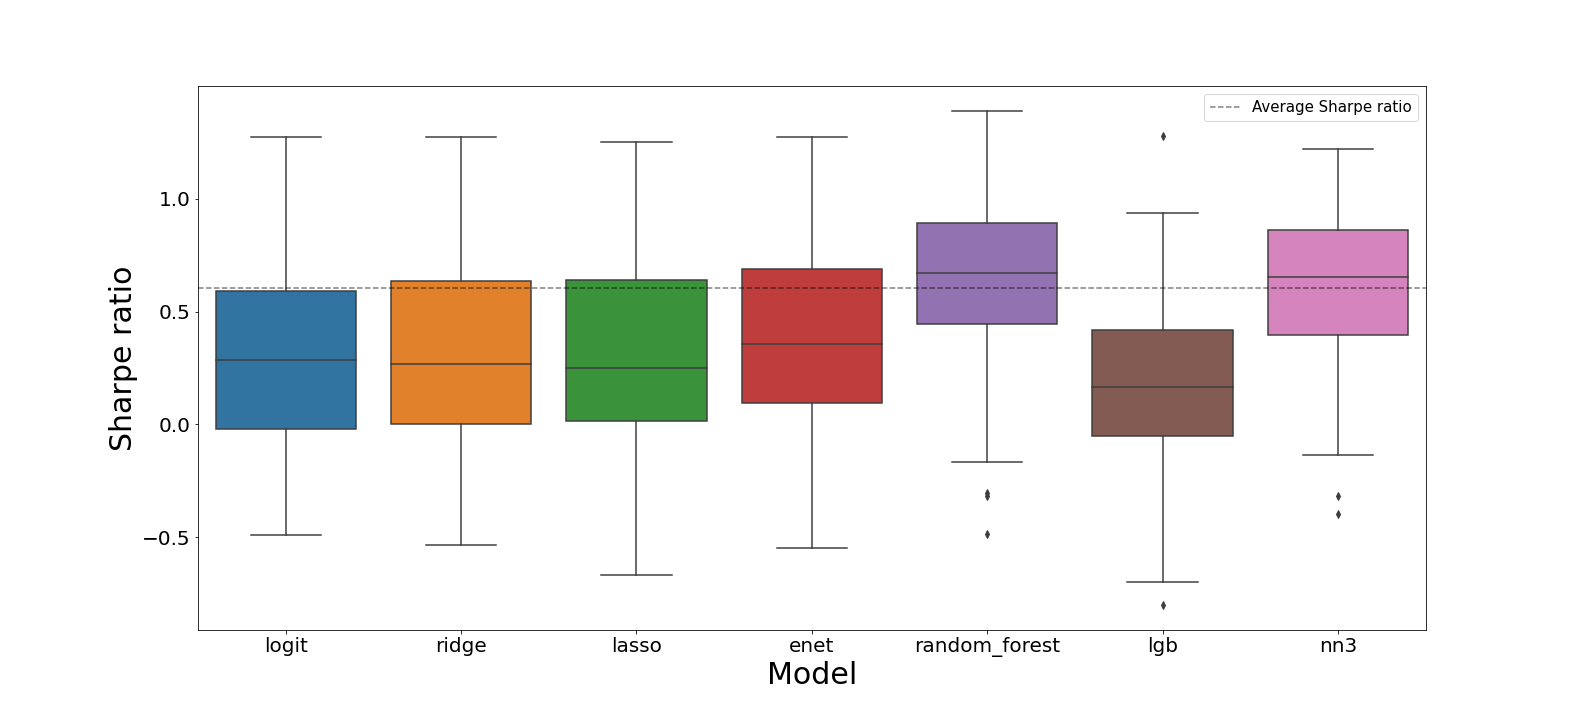 Average Sharpe ratio
Sharpe ratio
1.0
0.5
0.0
−0.5
logit ridge lasso enet random_forest lgb nn3
Model